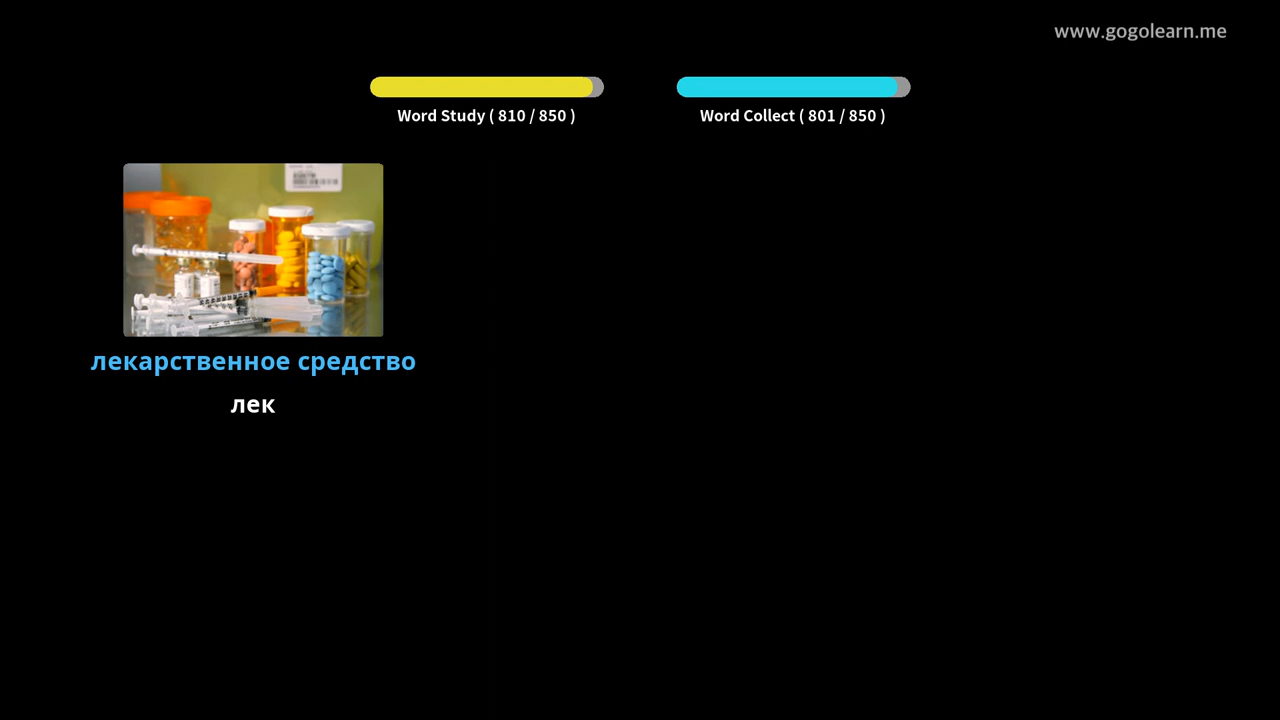 www.gogolearn.me
Word Study ( 810 / 850 )
Word Collect ( 801 / 850 )
лекарственное средство
лек